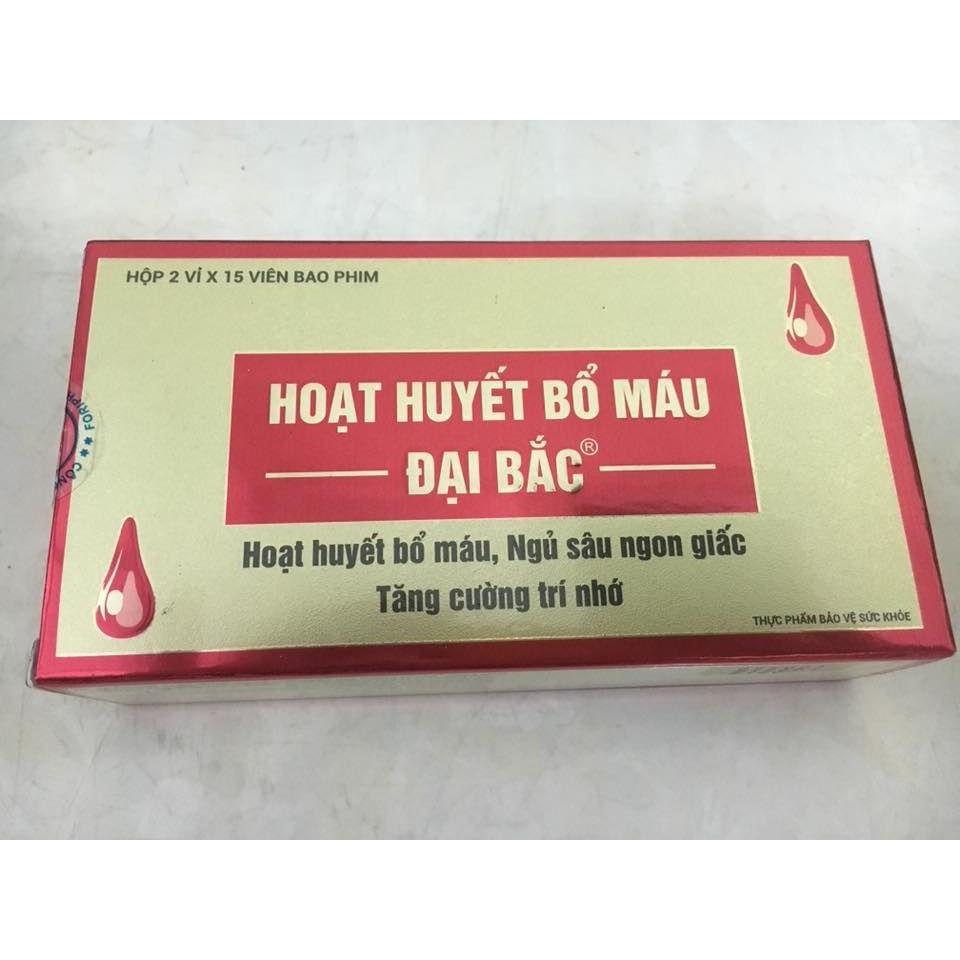 HỘP 2 VỈ X 15 VIÊN BAO PHIM
HOẠT HUYẾT BỔ MÁU
ĐẠI BẮC®
Hoạt huyết bổ máu, Ngủ sâu ngon giấc
Tăng cường trí nhớ
THỰC PHẨM BẢO VỆ SỨC KHỎE